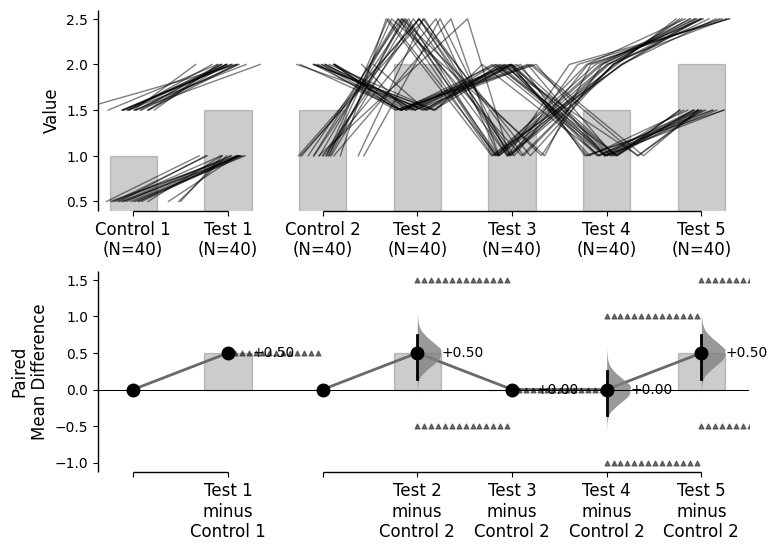 2.5
2.0
1.5
1.0
0.5
Value
Control 1
(N=40)
Test 1
(N=40)
Control 2
(N=40)
Test 2
(N=40)
Test 3
(N=40)
Test 4
(N=40)
Test 5
(N=40)
1.5
1.0
0.5
0.0
−0.5
−1.0
Paired
Mean Difference
+0.50
+0.50
+0.00
+0.00
+0.50
Test 1
minus
Control 1
Test 2
minus
Control 2
Test 3
minus
Control 2
Test 4
minus
Control 2
Test 5
minus
Control 2